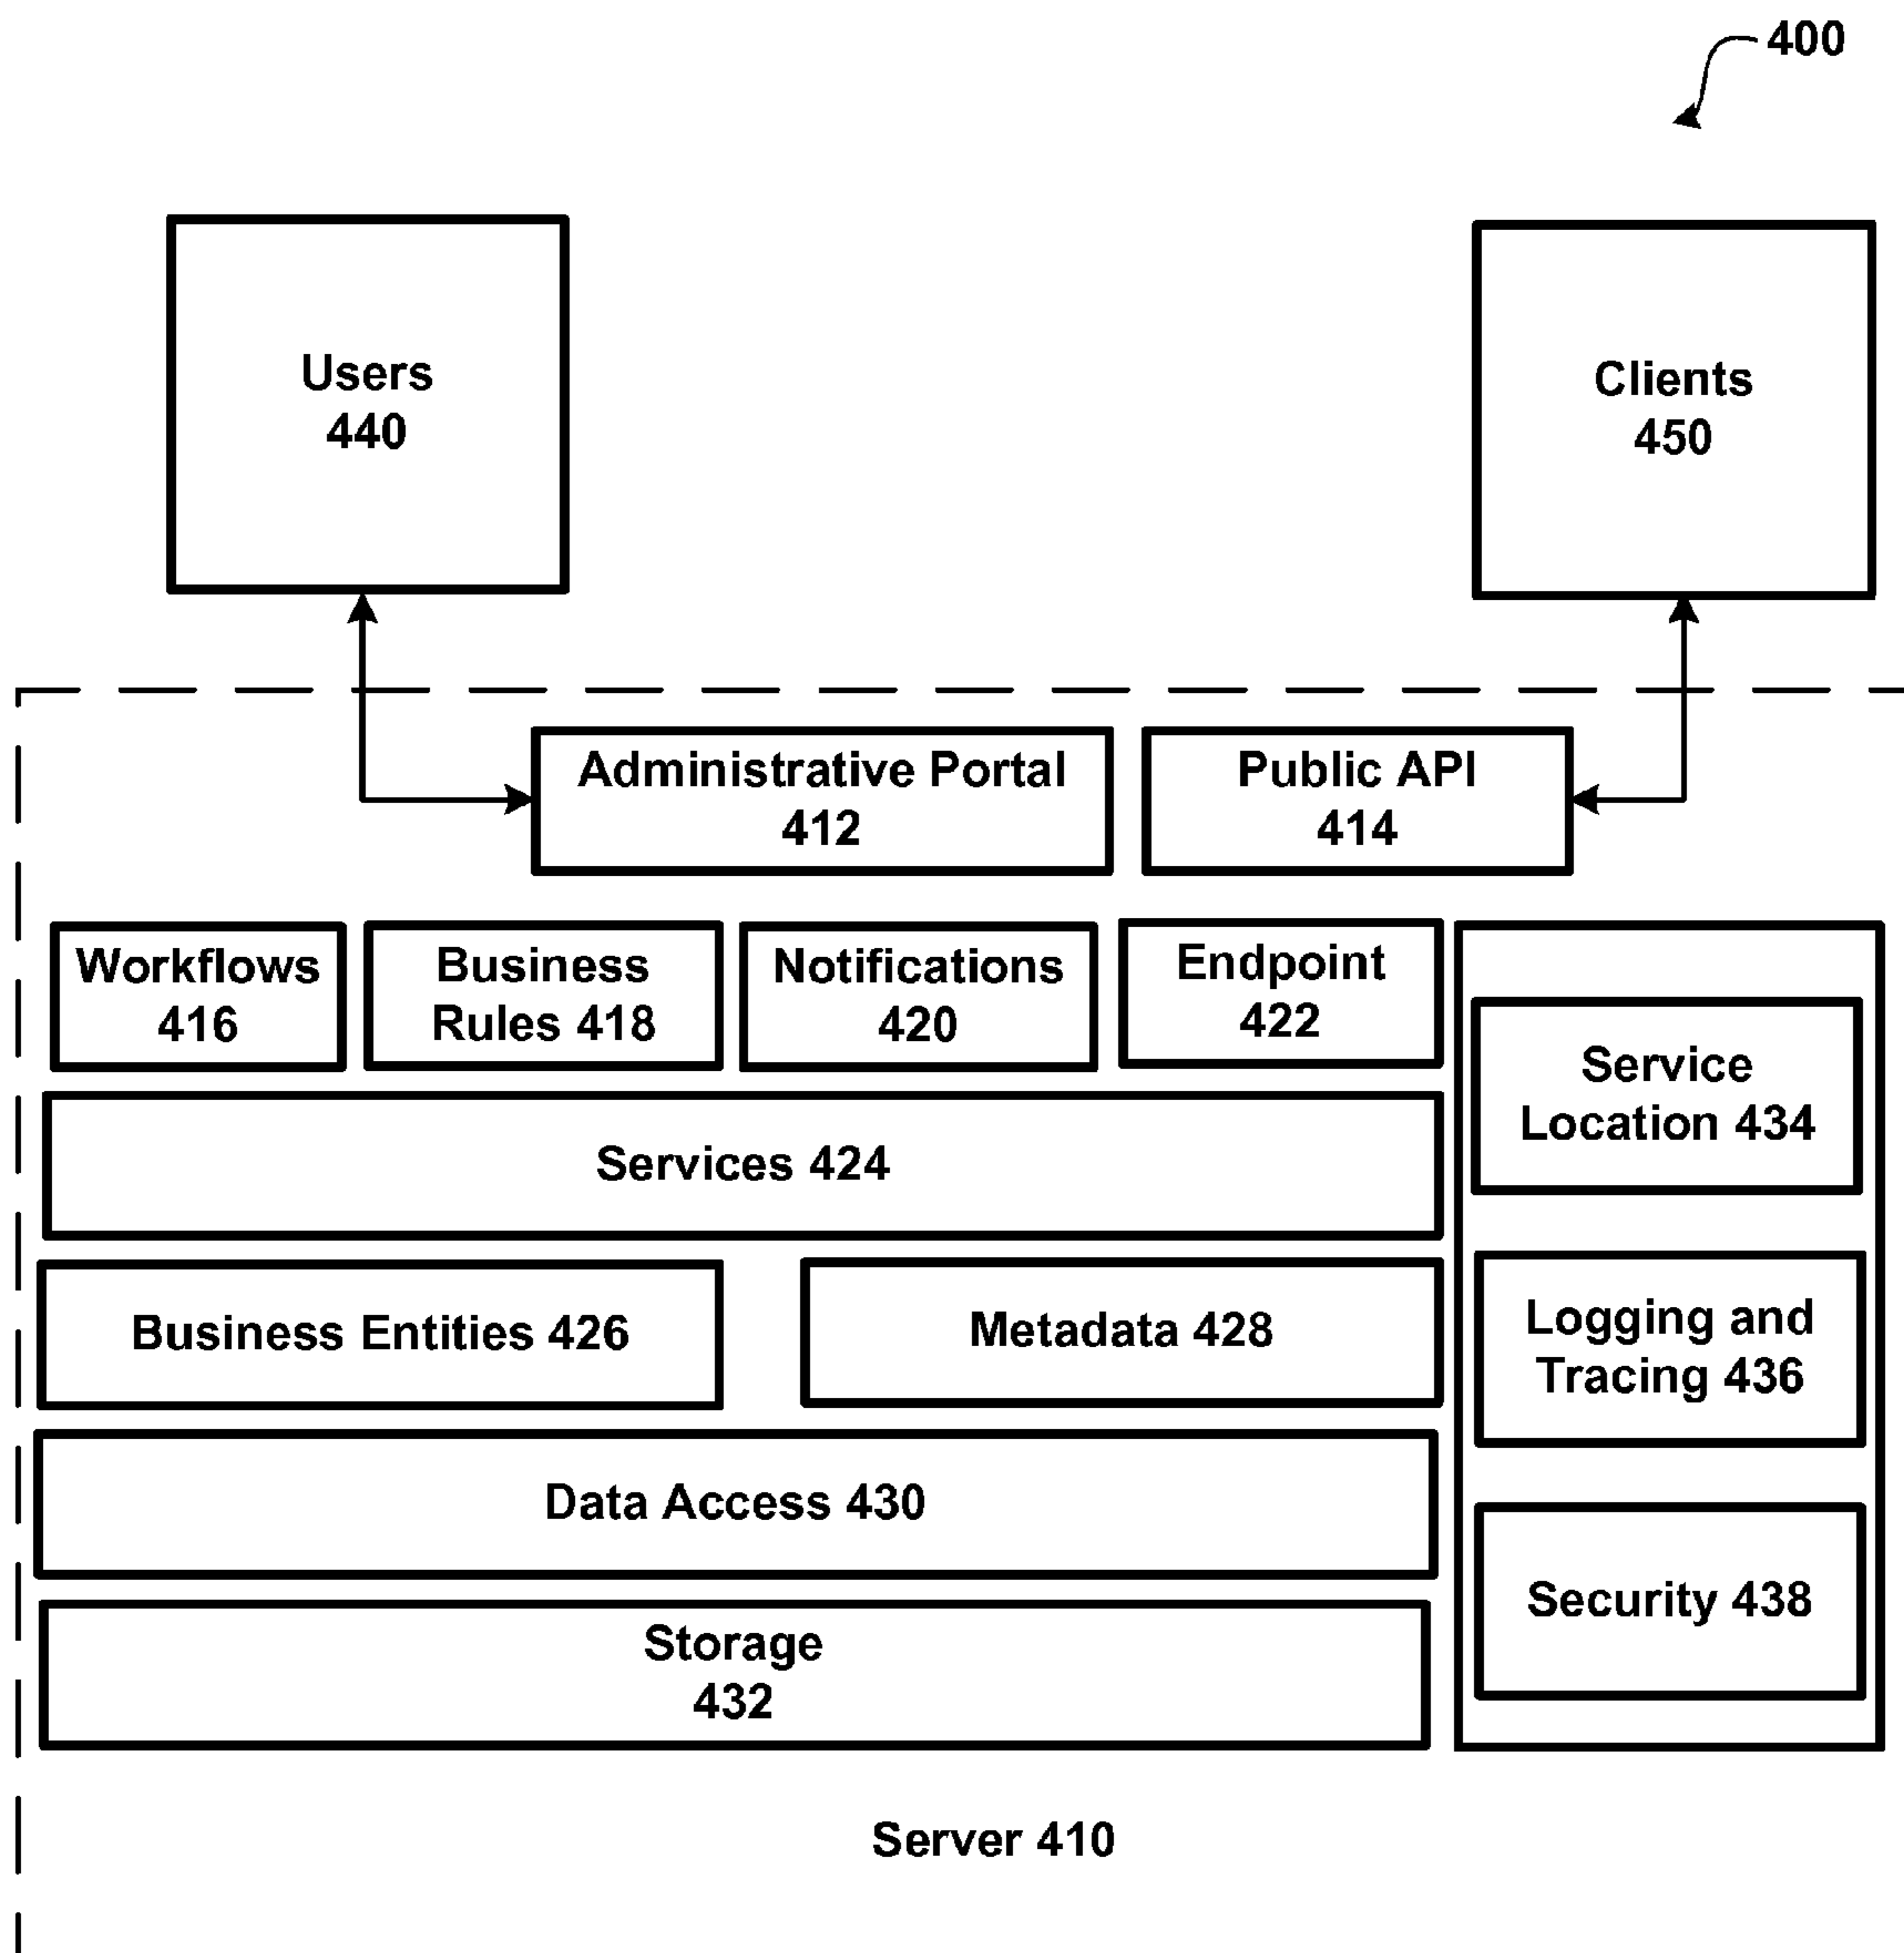 400
Users
440
Clients
450
Administrative Portal
412
Public API
414
Workflows
416
Business
Rules 418
Notifications
420
Endpoint
422
Service
Location 434
Services 424
Business Entities 426
Metadata 428
Logging and
Tracing 436
Data Access 430
Security 438
Storage
432
Server 410